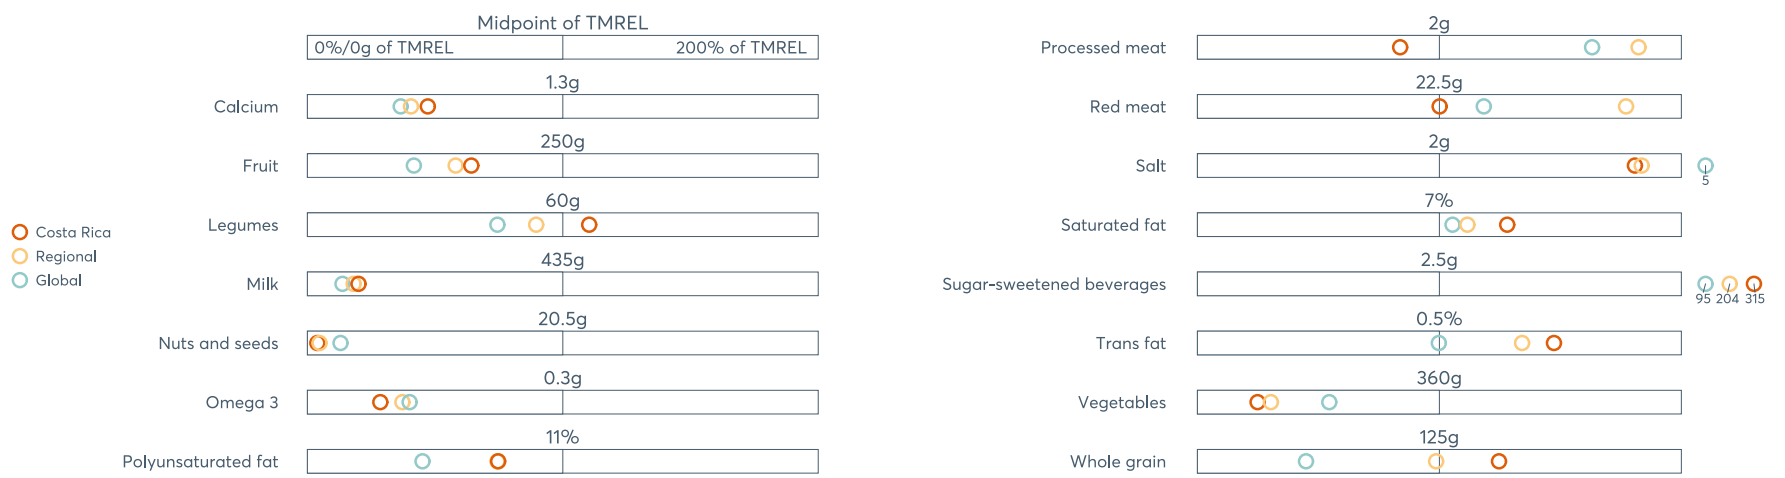 Midpoint of TMREL
0%/0g of TMREL 200% of TMREL
1.3g
Calcium
250g
Fruit
60g
Legumes
435g
Milk
20.5g
Nuts and seeds
0.3g
Omega 3
11%
Polyunsaturated fat
Costa Rica
Regional
Global
2g
Processed meat
22.5g
Red meat
2g
Salt
5
7%
Saturated fat
2.5g
Sugar-sweetened beverages
95 204 315
0.5%
Trans fat
360g
Vegetables
125g
Whole grain